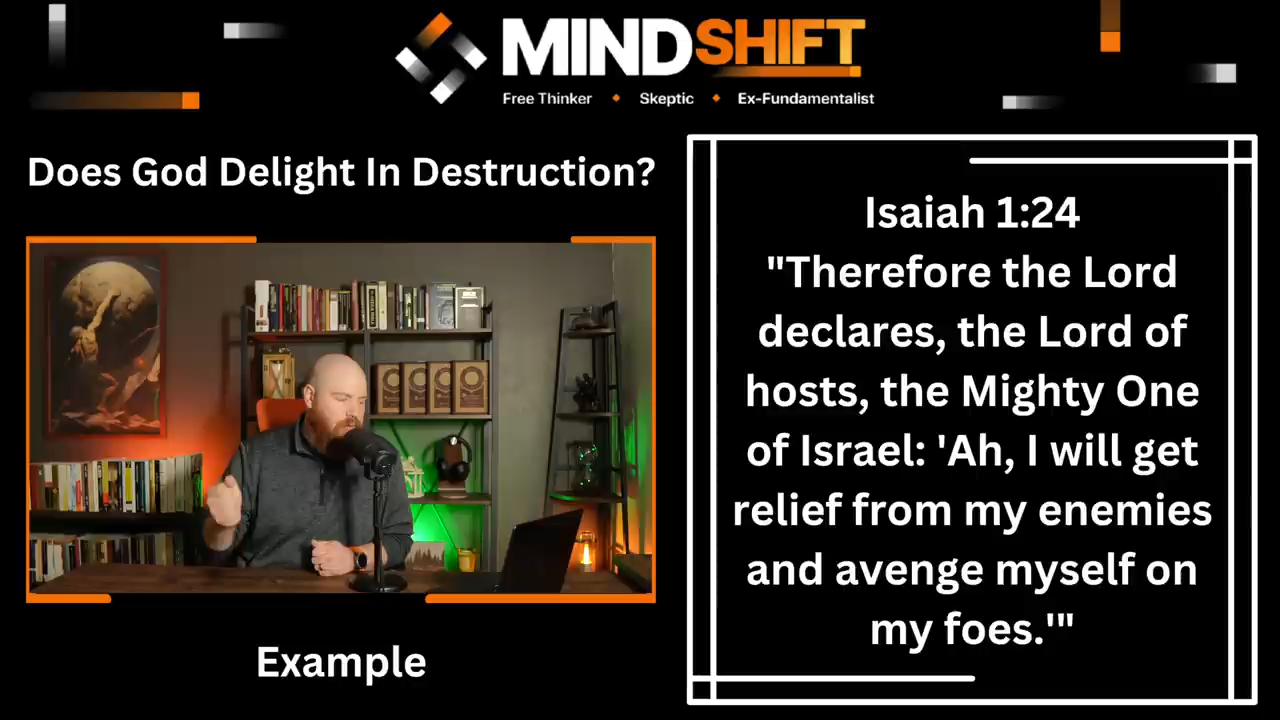 MINDSHIFT
Free Thinker ◆ Skeptic ◆ Ex-Fundamentalist
Does God Delight In Destruction?
Example
Isaiah 1:24
"Therefore the Lord
declares, the Lord of
hosts, the Mighty One
of Israel: 'Ah, I will get
relief from my enemies
and avenge myself on
my foes.'"